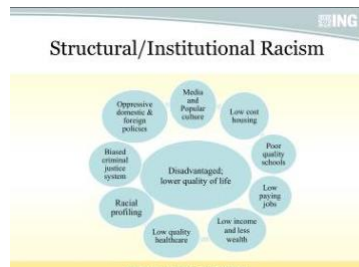 ING
Structural/Institutional Racism
Media
and
Popular
culture
Low cost
housing
Poor
quality
schools
Low
paying
jobs
Low income
and less
wealth
Low quality
healthcare
Racial
profiling
Biased
criminal
justice
system
Oppressive
domestic &
foreign
policies
Disadvantaged;
lower quality of life